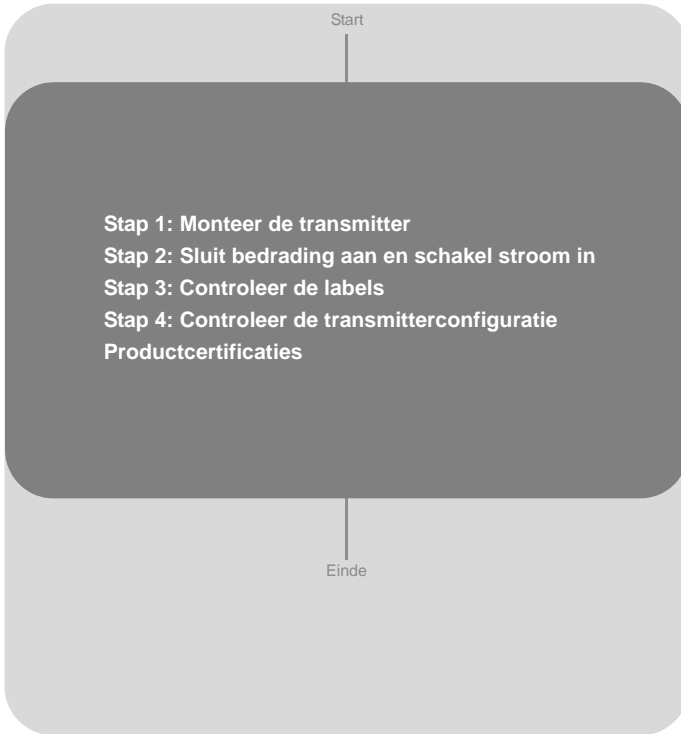 Start
Stap 1: Monteer de transmitter
Stap 2: Sluit bedrading aan en schakel stroom in
Stap 3: Controleer de labels
Stap 4: Controleer de transmitterconfiguratie
Productcertificaties
Einde